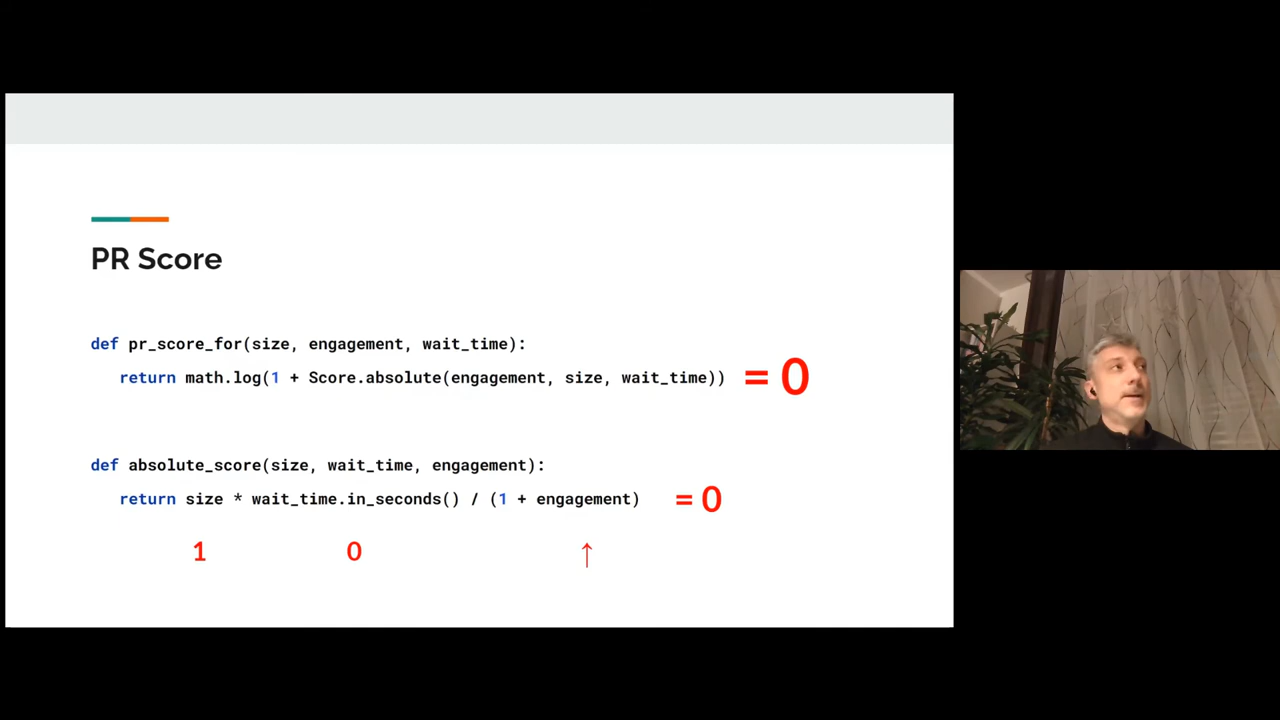 PR Score
def pr_score_for(size, engagement, wait_time):
return math.log(1 + Score.absolute(engagement, size, wait_time)) = 0
def absolute_score(size, wait_time, engagement):
return size * wait_time.in_seconds() / (1 + engagement) = 0
1 0 ↑